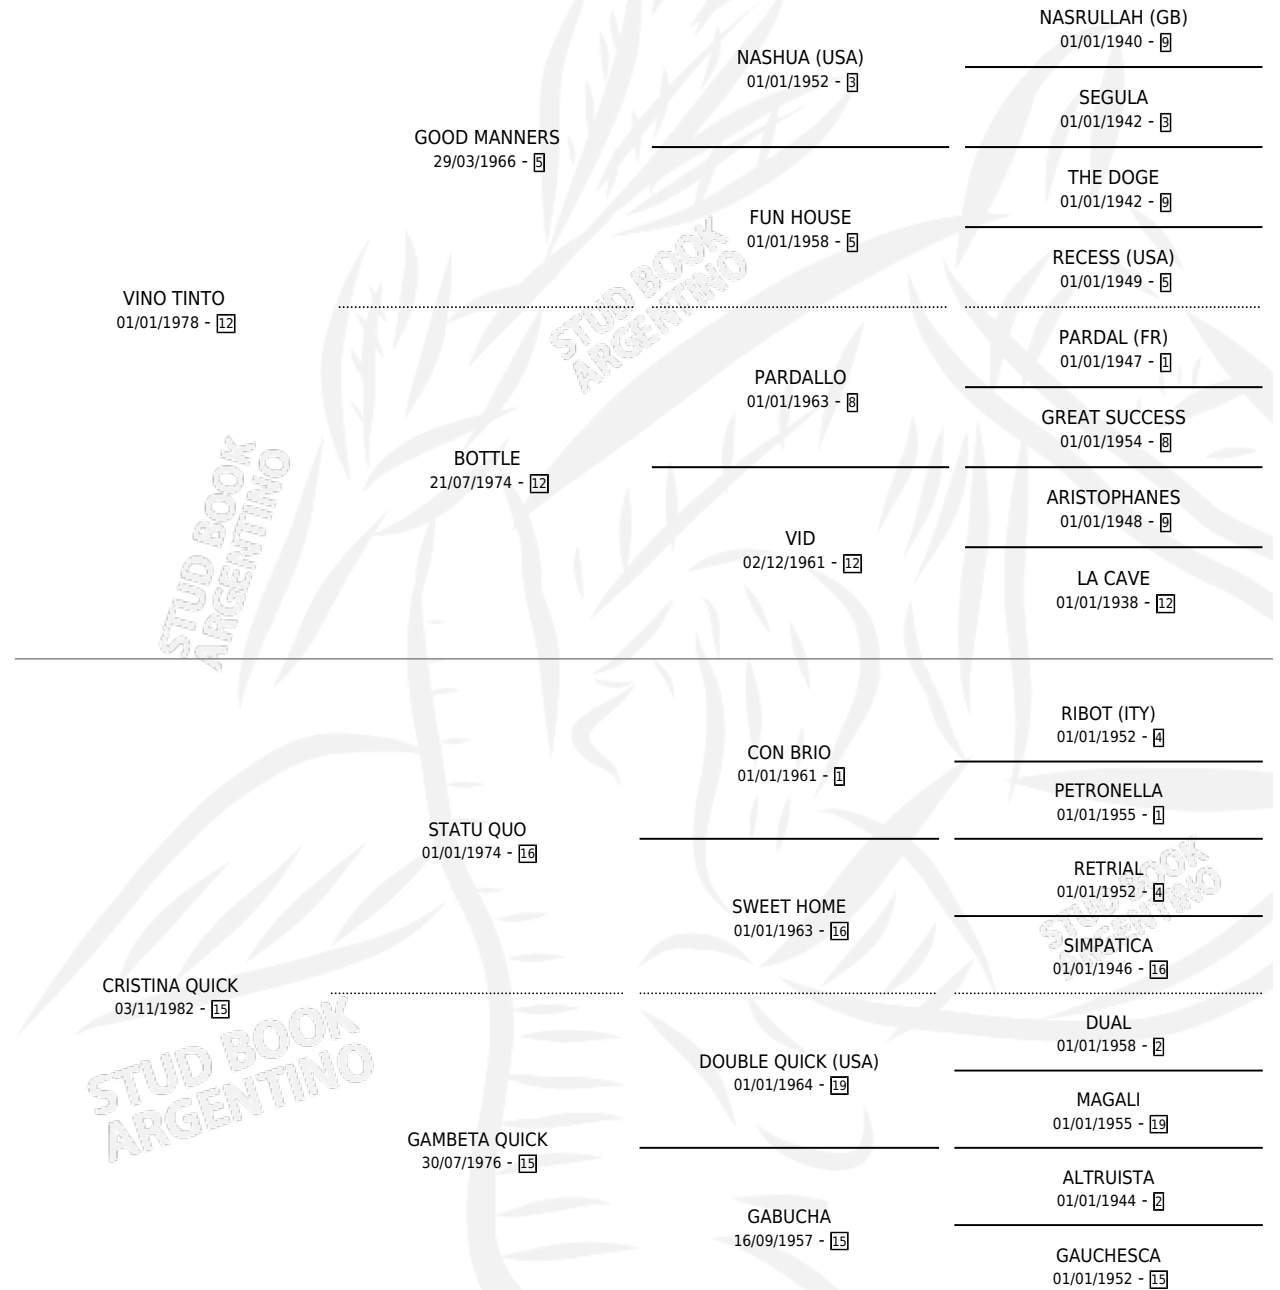 NASRULLAH (GB)
01/01/1940 - 9
NASHUA (USA)
01/01/1952 - 3
SEGULA
01/01/1942 - 3
GOOD MANNERS
29/03/1966 - 5
THE DOGE
01/01/1942 - 9
FUN HOUSE
01/01/1958 - 5
RECESS (USA)
01/01/1949 - 5
VINO TINTO
01/01/1978 - 12
PARDAL (FR)
01/01/1947 - 1
PARDALLO
01/01/1963 - 8
GREAT SUCCESS
01/01/1954 - 8
BOTTLE
21/07/1974 - 12
ARISTOPHANES
01/01/1948 - 9
VID
02/12/1961 - 12
LA CAVE
01/01/1938 - 12
RIBOT (ITY)
01/01/1952 - 4
CON BRIO
01/01/1961 - 1
PETRONELLA
01/01/1955 - 1
STATU QUO
01/01/1974 - 16
RETRIAL
01/01/1952 - 4
SWEET HOME
01/01/1963 - 16
SIMPATICA
01/01/1946 - 16
CRISTINA QUICK
03/11/1982 - 15
DUAL
01/01/1958 - 2
DOUBLE QUICK (USA)
01/01/1964 - 19
MAGALI
01/01/1955 - 19
GAMBETA QUICK
30/07/1976 - 15
ALTRUISTA
01/01/1944 - 2
GABUCHA
16/09/1957 - 15
GAUCHESCA
01/01/1952 - 15
STUD BOOK
ARGENTINO
STUD BOOK
ARGENTINO
STUD BOOK
ARGENTINO
STUD BOOK
ARGENTINO